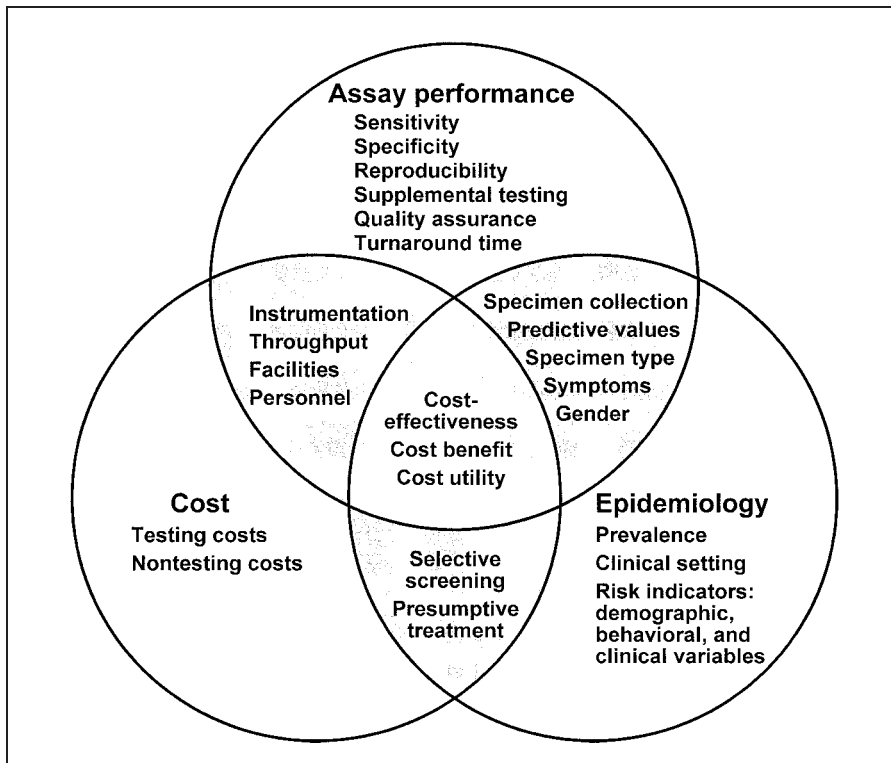 Assay performance
Sensitivity
Specificity
Reproducibility
Supplemental testing
Quality assurance
Turnaround time
Instrumentation
Throughput
Facilities
Personnel
Specimen collection
Predictive values
Specimen type
Symptoms
Gender
Cost-
effectiveness
Cost benefit
Cost utility
Cost
Testing costs
Nontesting costs
Epidemiology
Prevalence
Clinical setting
Risk indicators:
demographic,
behavioral, and
clinical variables
Selective
screening
Presumptive
treatment